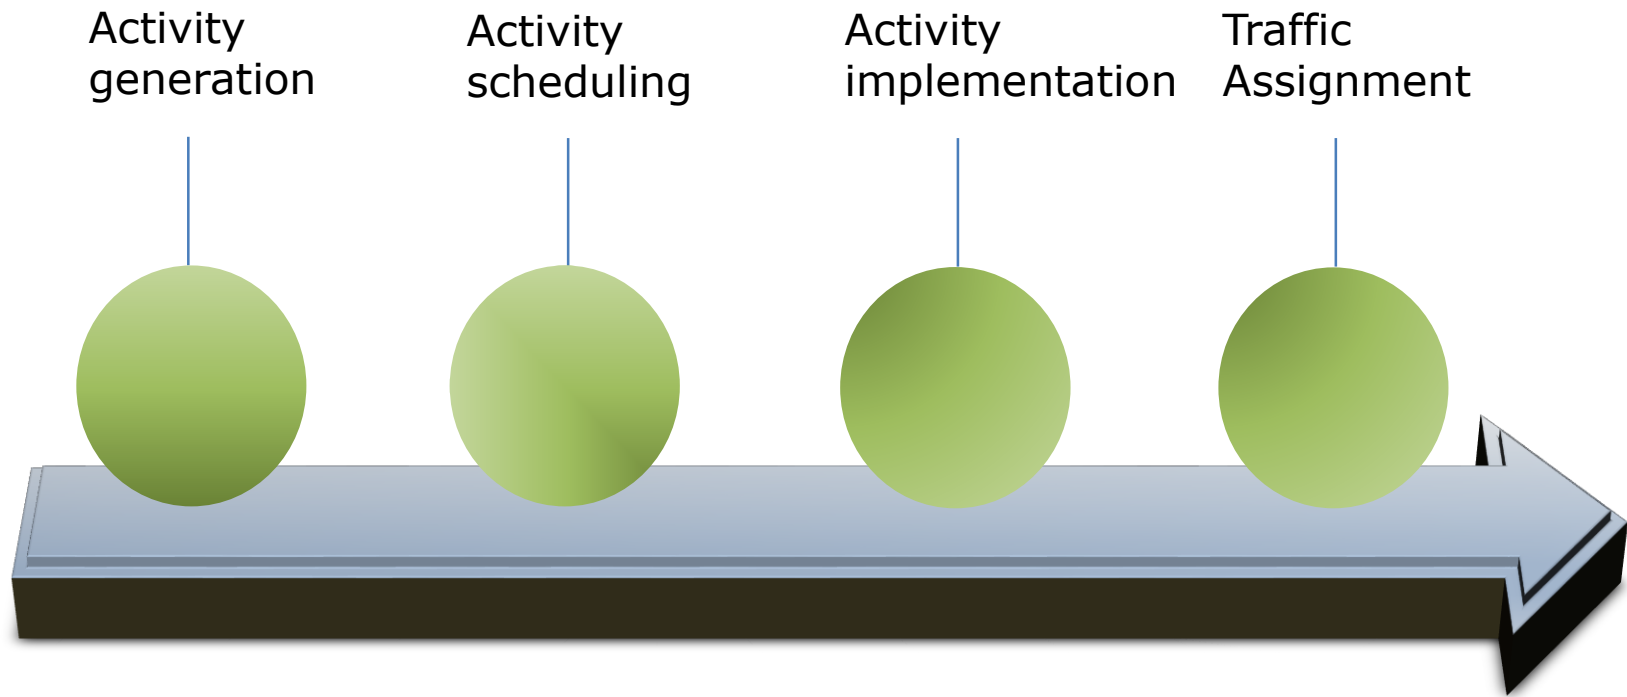 Activity
generation
Activity
scheduling
Activity
implementation
Traffic
Assignment